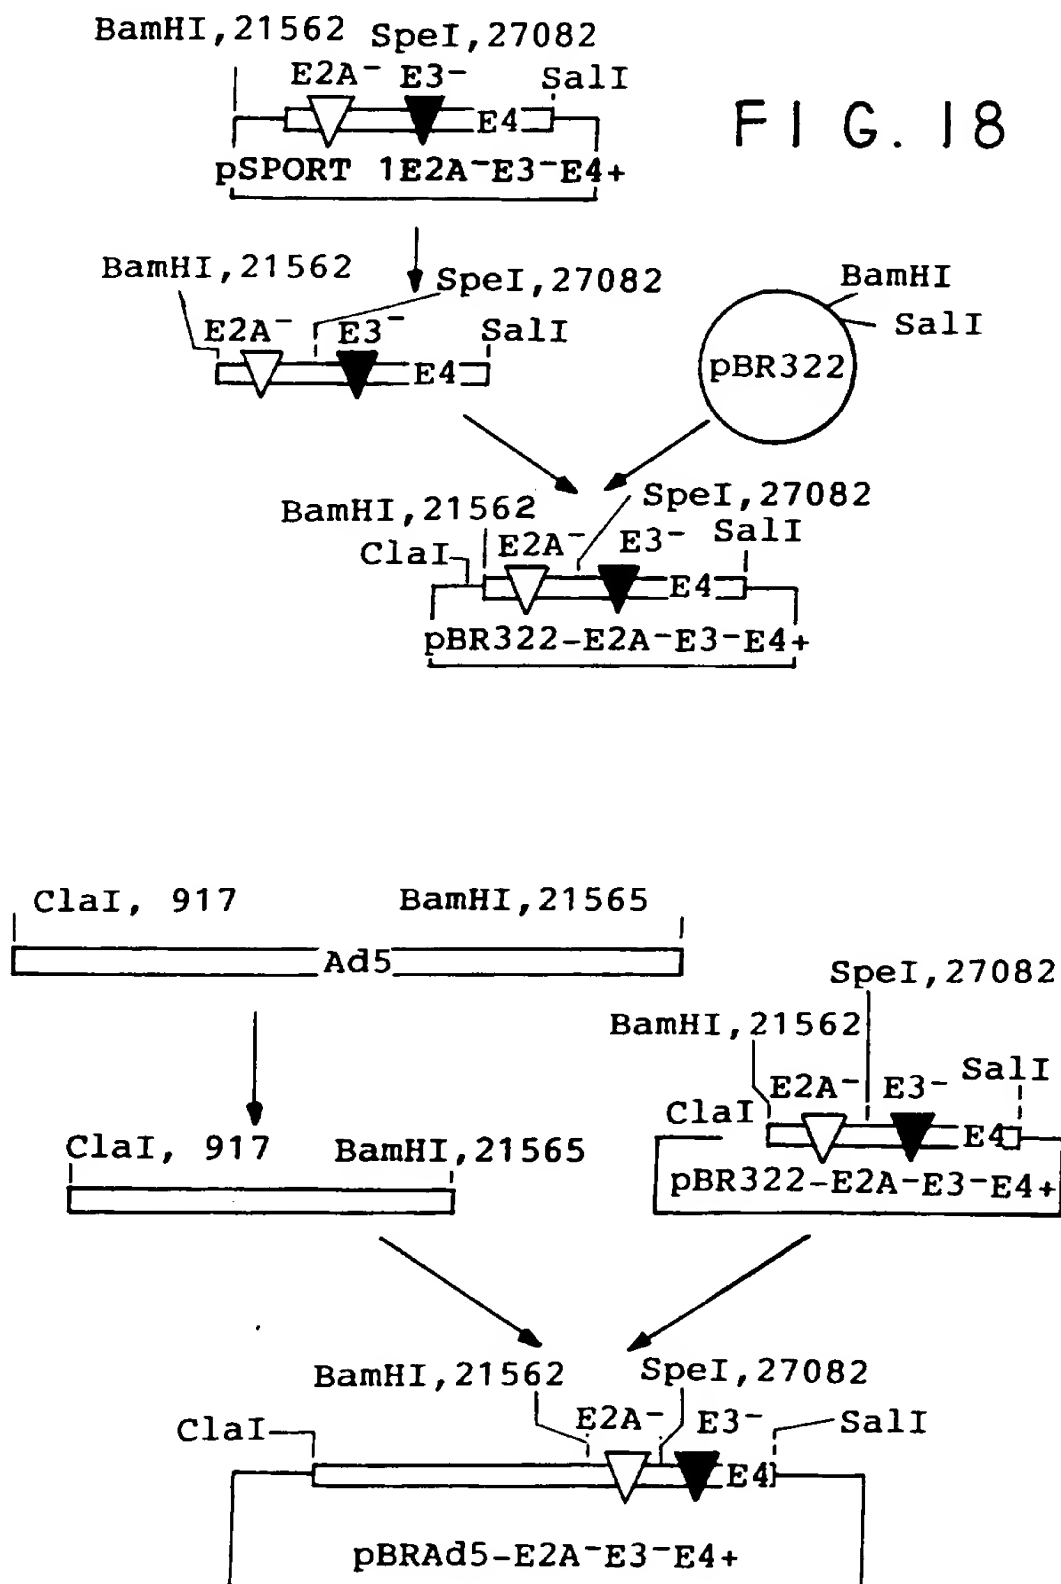 BamHI,21562 SpeI,27082
E2A⁻ E3⁻ SalI
FIG. 18
E4
pSPORT 1E2A⁻E3⁻E4+
BamHI,21562 SpeI,27082
E2A⁻ E3⁻ SalI
E4
BamHI
SalI
pBR322
SpeI,27082
BamHI,21562
ClaI E2A⁻ E3⁻ SalI
E4
pBR322-E2A⁻E3⁻E4+
ClaI, 917 BamHI,21565
Ad5
SpeI,27082
BamHI,21562
E2A⁻ E3⁻ SalI
ClaI
E4
pBR322-E2A-E3-E4+
ClaI, 917 BamHI,21565
BamHI,21562 SpeI,27082
ClaI E2A⁻ E3⁻ SalI
E4
pBRAd5-E2A⁻E3⁻E4+